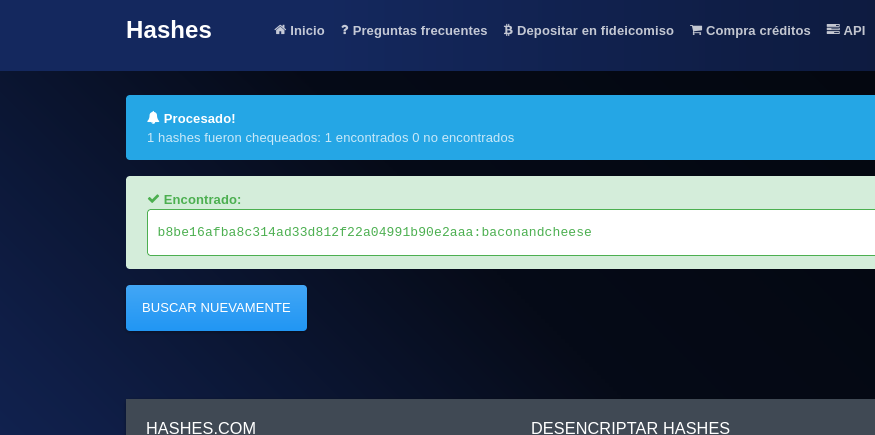 Hashes
Inicio
? Preguntas frecuentes
Depositar en fideicomiso
Compra créditos
API
Procesado!
1 hashes fueron chequeados: 1 encontrados 0 no encontrados
Encontrado:
b8be16afba8c314ad33d812f22a04991b90e2aaa:baconandcheese
BUSCAR NUEVAMENTE
HASHES.COM
DESENCRIPTAR HASHES